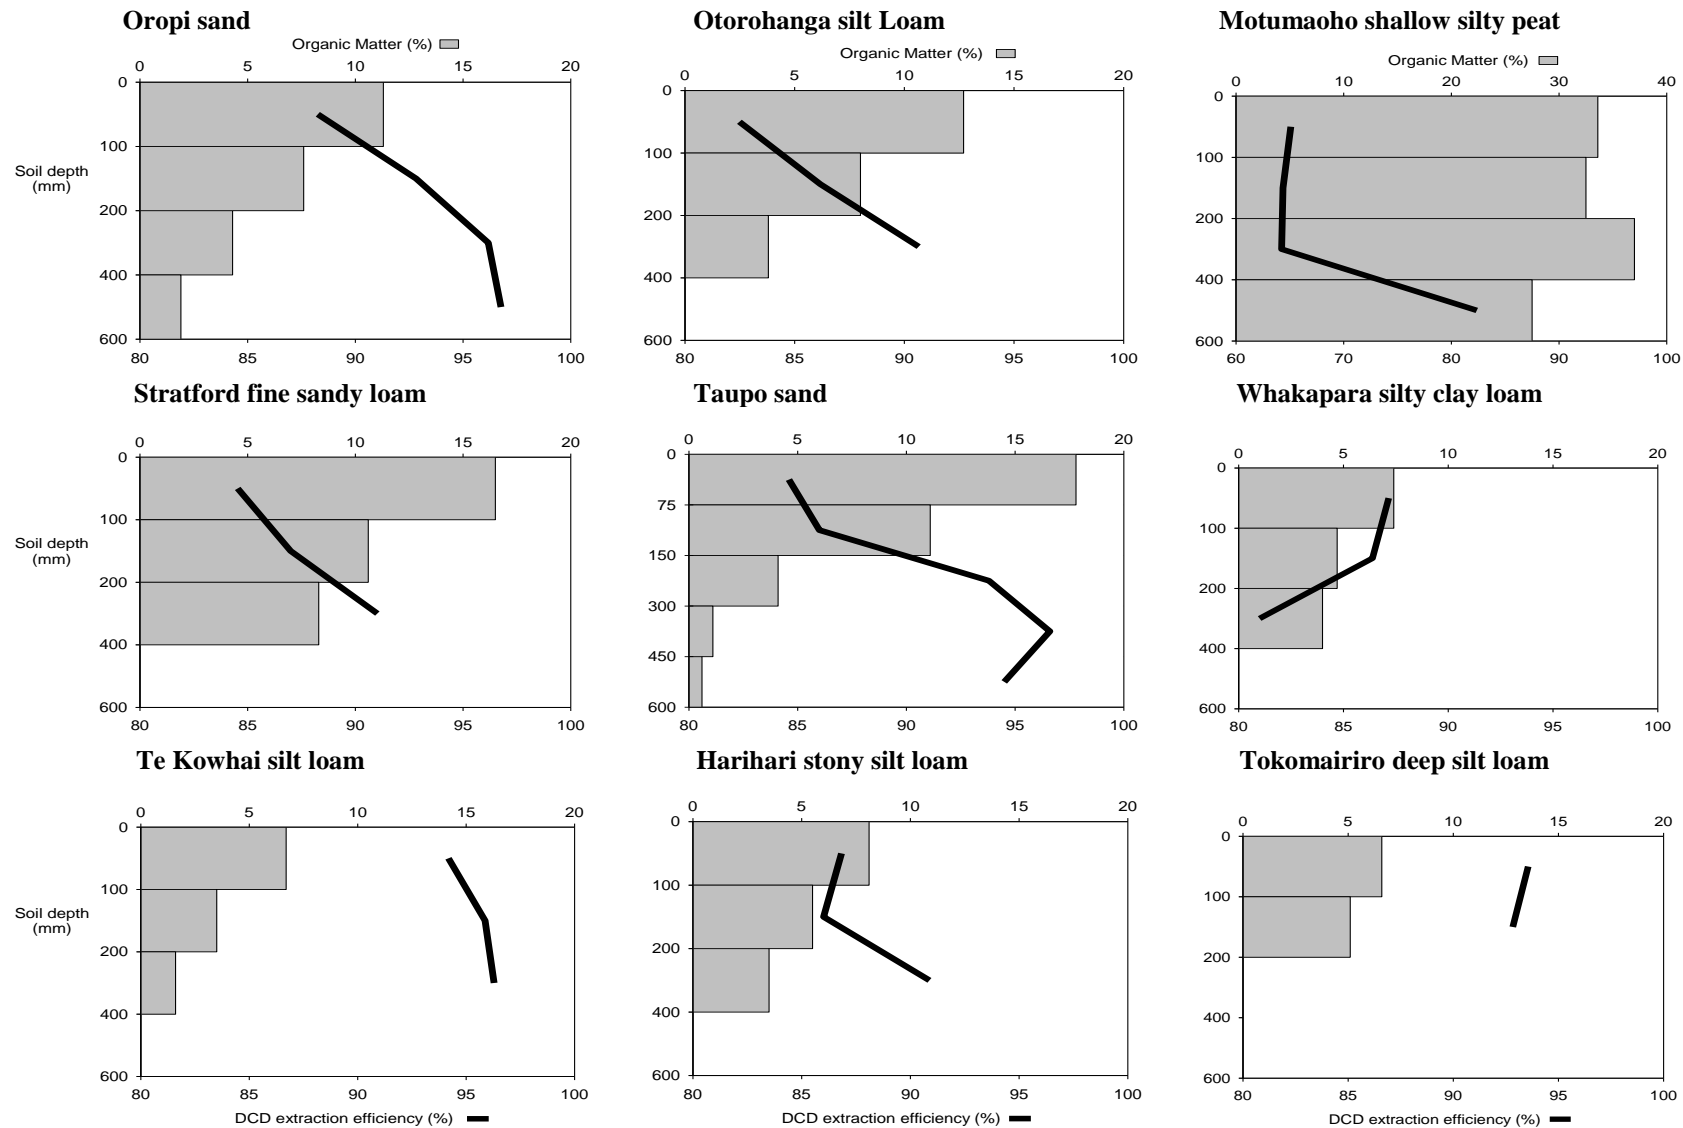 Oropi sand
Organic Matter (%)
0 5 10 15 20
0
100
Soil depth
(mm)
200
400
600
80 85 90 95 100
Otorohanga silt Loam
Organic Matter (%)
0 5 10 15 20
0
100
200
400
600
80 85 90 95 100
Motumaoho shallow silty peat
Organic Matter (%)
0 10 20 30 40
0
100
200
400
600
60 70 80 90 100
Stratford fine sandy loam
0 5 10 15 20
0
100
Soil depth
(mm)
200
400
600
80 85 90 95 100
Taupo sand
0 5 10 15 20
0
75
150
300
450
600
80 85 90 95 100
Whakapara silty clay loam
0 5 10 15 20
0
100
200
400
600
80 85 90 95 100
Te Kowhai silt loam
0 5 10 15 20
0
100
Soil depth
(mm)
200
400
600
80 85 90 95 100
DCD extraction efficiency (%)
Harihari stony silt loam
0 5 10 15 20
0
100
200
400
600
80 85 90 95 100
DCD extraction efficiency (%)
Tokomairiro deep silt loam
0 5 10 15 20
0
100
200
400
600
80 85 90 95 100
DCD extraction efficiency (%)